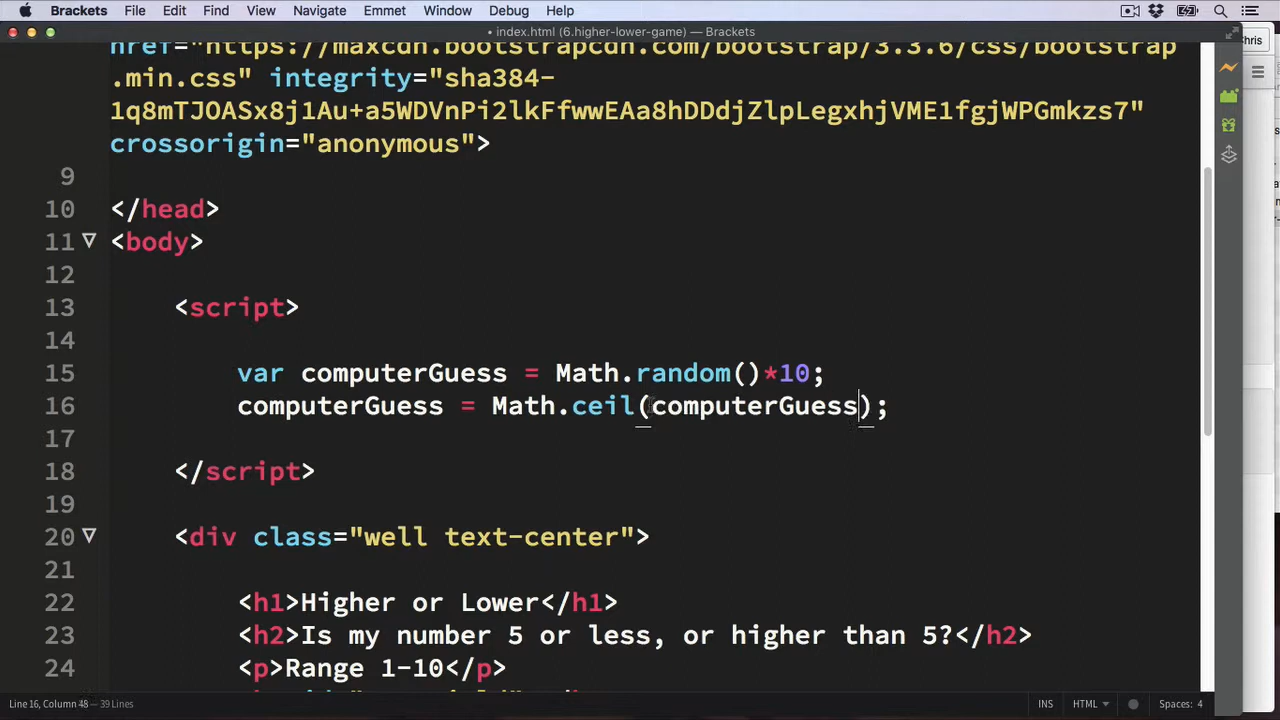 Brackets File Edit Find View Navigate Emmet Window Debug Help
• index.html (6.higher-lower-game) — Brackets
href="https://maxcdn.bootstrapcdn.com/bootstrap/3.3.6/css/bootstrap
.min.css" integrity="sha384-
1q8mTJOASx8j1Au+a5WDVnPi2lkFfwwEAa8hDDdjZlpLegxhjVME1fgjWPGmkzs7"
crossorigin="anonymous">
9
10 </head>
11 <body>
12
13 <script>
14
15 var computerGuess = Math.random()*10;
16 computerGuess = Math.ceil(computerGuess);
17
18 </script>
19
20 <div class="well text-center">
21
22 <h1>Higher or Lower</h1>
23 <h2>Is my number 5 or less, or higher than 5?</h2>
24 <p>Range 1-10</p>
Line 16, Column 48 — 39 Lines
INS HTML Spaces: 4